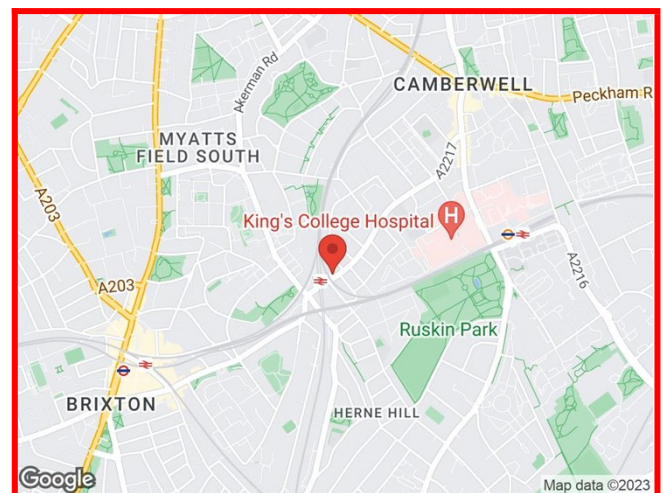 Akerman Rd
CAMBERWELL
Peckham R
MYATTS
FIELD SOUTH
A2217
A203
King's College Hospital
H
A203
A2216
Ruskin Park
BRIXTON
HERNE HILL
Google
Map data ©2023